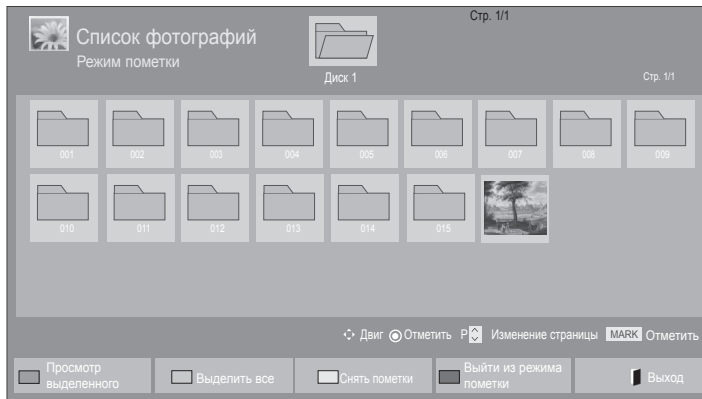 Стр. 1/1
Список фотографий
Режим пометки
Диск 1
Стр. 1/1
001 002 003 004 005 006 007 008 009
010 011 012 013 014 015
Двиг Отметить P Изменение страницы MARK Отметить
Просмотр выделенного
Выделить все
Снять пометки
Выйти из режима пометки
Выход